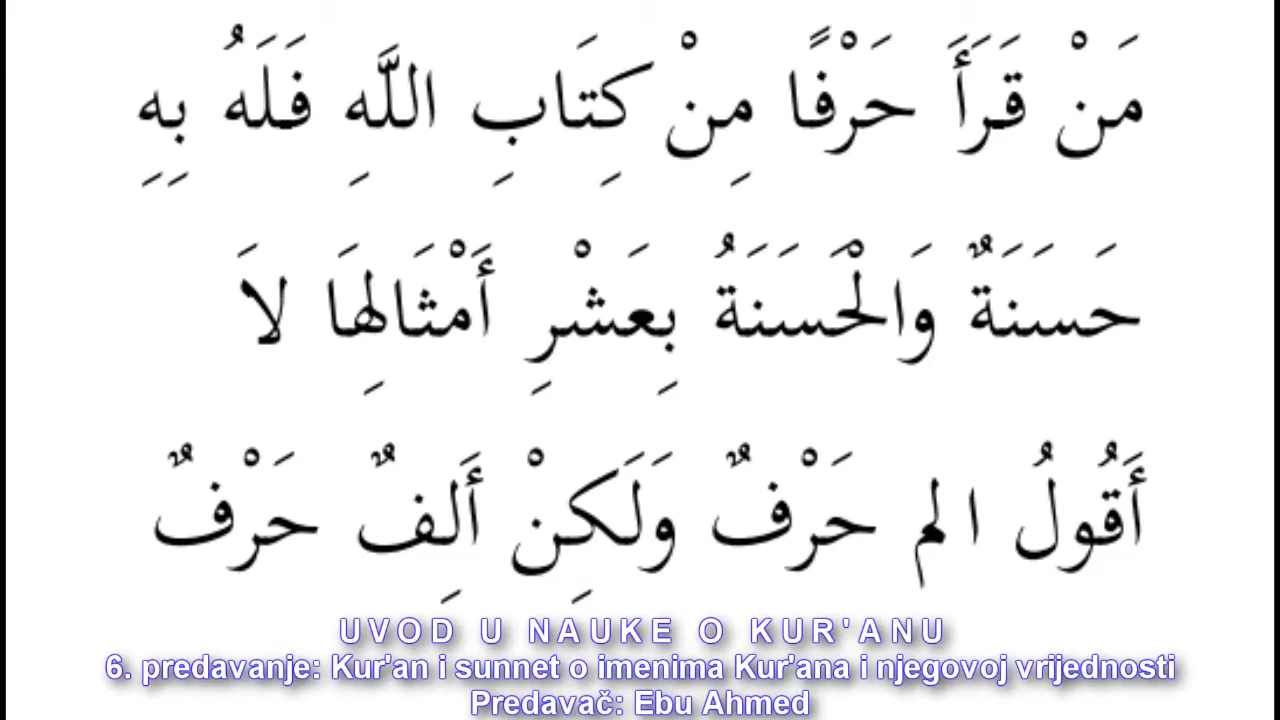 مَنْ قَرَأَ حَرْفًا مِنْ كِتَابِ اللَّهِ فَلَهُ بِهِ
حَسَنَةٌ وَالْحَسَنَةُ بِعَشْرِ أَمْثَالِهَا لاَ
أَقُولُ الم حَرْفٌ وَلَكِنْ أَلِفٌ حَرْفٌ
UVOD U NAUKE O KUR'ANU
6. predavanje: Kur'an i sunnet o imenima Kur'ana i njegovoj vrijednosti
Predavač: Ebu Ahmed